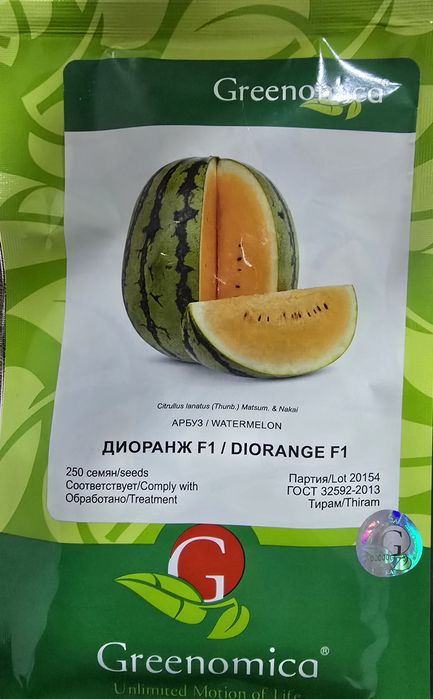 Greenomica®
Citrullus lanatus (Thunb.) Matsum. & Nakai
АРБУЗ / WATERMELON
ДИОРАНЖ F1 / DIORANGE F1
250 семян/seeds Партия/Lot 20154
Соответствует/Comply with ГОСТ 32592-2013
Обработано/Treatment Тирам/Thiram
G
G
Greenomica®
Unlimited Motion of Life